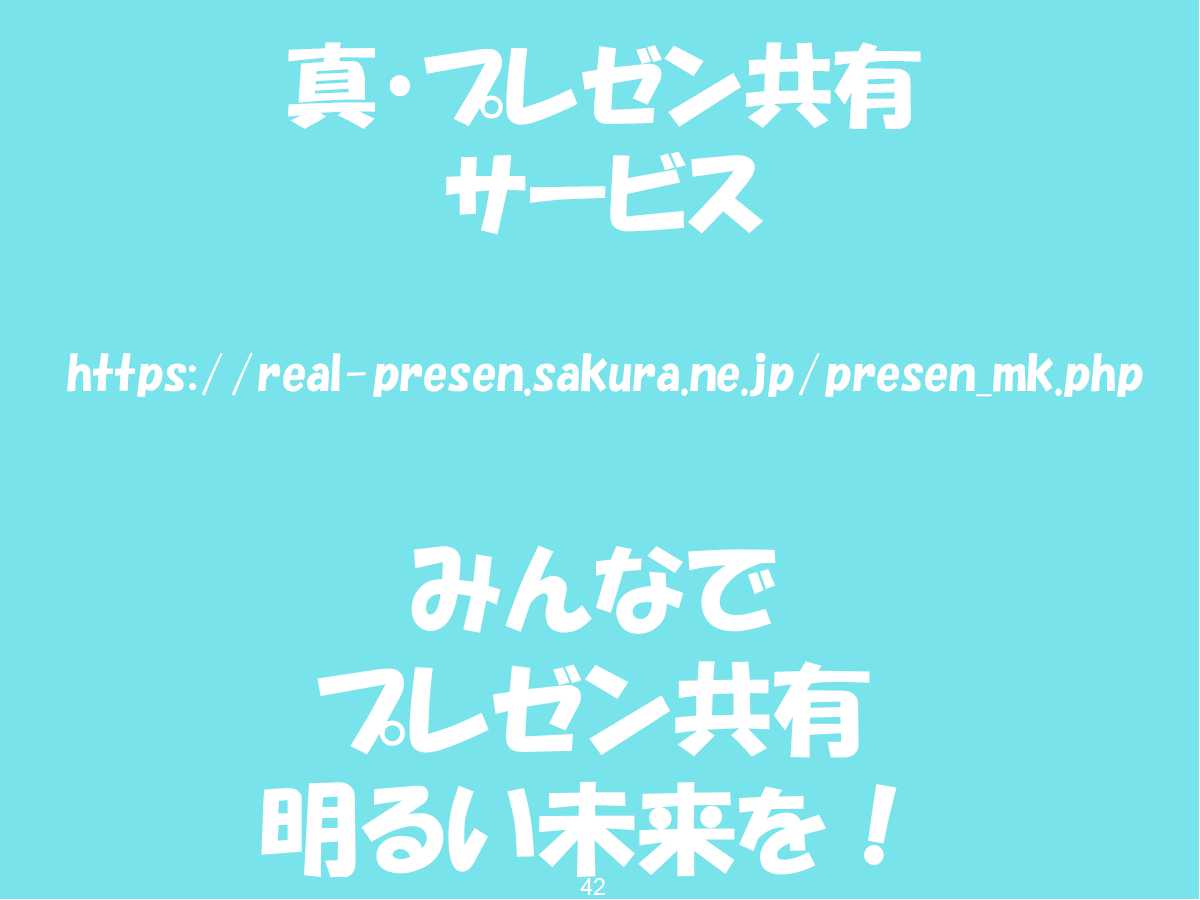 真・プレゼン共有
サービス
https://real-presen.sakura.ne.jp/presen_mk.php
みんなで
プレゼン共有
明るい未来を！
42